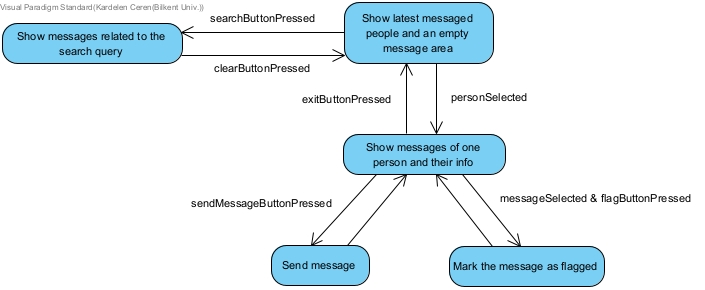 Visual Paradigm Standard(Kardelen Ceren(Bilkent Univ.))
searchButtonPressed
Show latest messaged
people and an empty
message area
Show messages related to the
search query
clearButtonPressed
exitButtonPressed
personSelected
Show messages of one
person and their info
sendMessageButtonPressed
messageSelected & flagButtonPressed
Send message
Mark the message as flagged